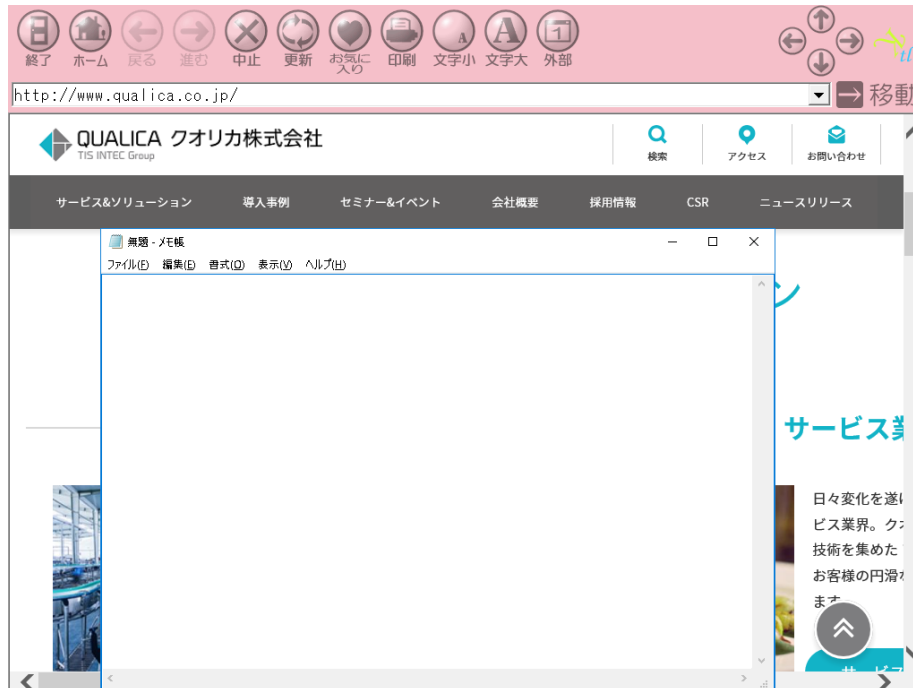 終了 ホーム 戻る 進む 中止 更新 お気に入り 印刷 文字小 文字大 外部
http://www.qualica.co.jp/
移動
QUALICA クオリカ株式会社
TIS INTEC Group
検索 アクセス お問い合わせ
サービス&ソリューション 導入事例 セミナー&イベント 会社概要 採用情報 CSR ニュースリリース
無題 - メモ帳
ファイル(F) 編集(E) 書式(O) 表示(V) ヘルプ(H)
ン
サービス業
日々変化を遂げ
ビス業界。クオ
技術を集めた
お客様の円滑な
ます
サービス